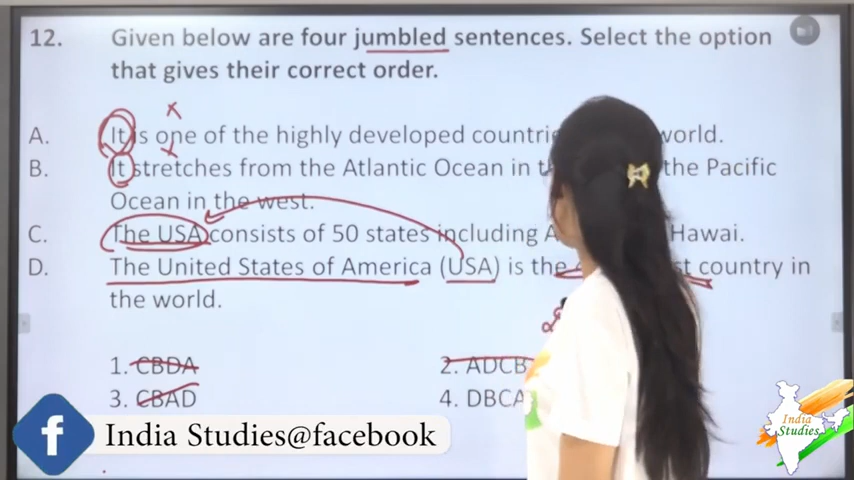 12. Given below are four jumbled sentences. Select the option
that gives their correct order.
A. It is one of the highly developed world.
B. It stretches from the Atlantic Ocean in the Pacific
Ocean in the west.
C. The USA consists of 50 states including Hawai.
D. The United States of America (USA) is the country in
the world.
1. CBDA 2. ADCB
3. CBAD 4. DBCA
India Studies@facebook
India
Studies